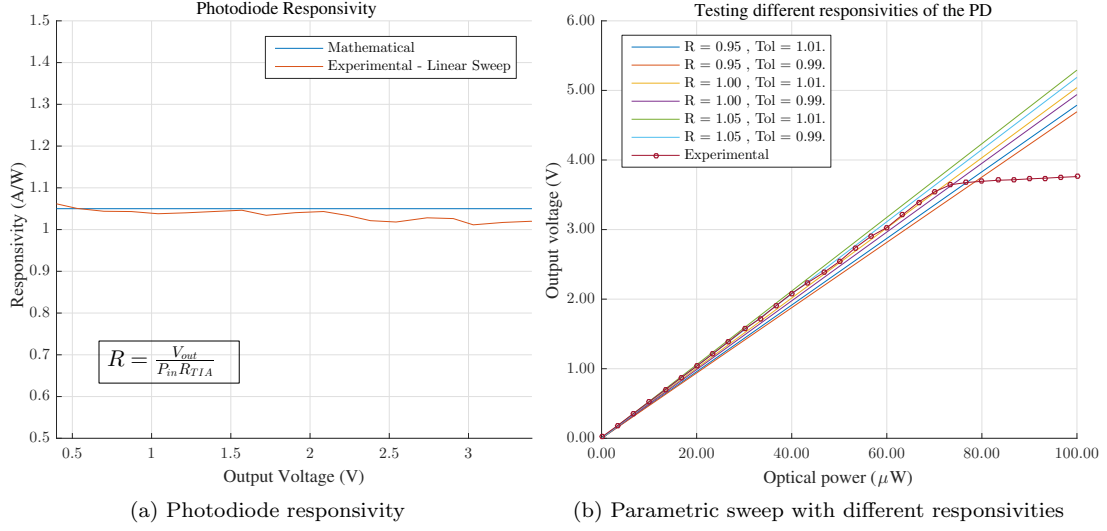 Photodiode Responsivity
1.5
1.4
1.3
1.2
1.1
1
0.9
0.8
0.7
0.6
0.5
Responsivity (A/W)
Mathematical
Experimental - Linear Sweep
R = V_out / P_in R_TIA
0.5 1 1.5 2 2.5 3
Output Voltage (V)
(a) Photodiode responsivity
Testing different responsivities of the PD
6.00
5.00
4.00
3.00
2.00
1.00
0.00
Output voltage (V)
R = 0.95 , Tol = 1.01.
R = 0.95 , Tol = 0.99.
R = 1.00 , Tol = 1.01.
R = 1.00 , Tol = 0.99.
R = 1.05 , Tol = 1.01.
R = 1.05 , Tol = 0.99.
Experimental
0.00 20.00 40.00 60.00 80.00 100.00
Optical power (μW)
(b) Parametric sweep with different responsivities